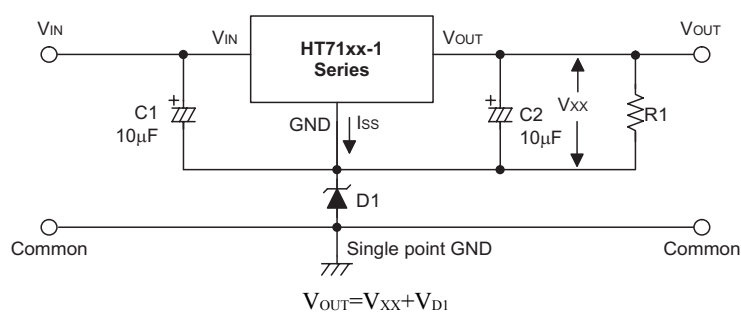 VIN
VIN
HT71xx-1
Series
VOUT
VOUT
C1
10μF
GND
ISS
C2
10μF
VXX
R1
D1
Common
Single point GND
Common
VOUT=VXX+VD1